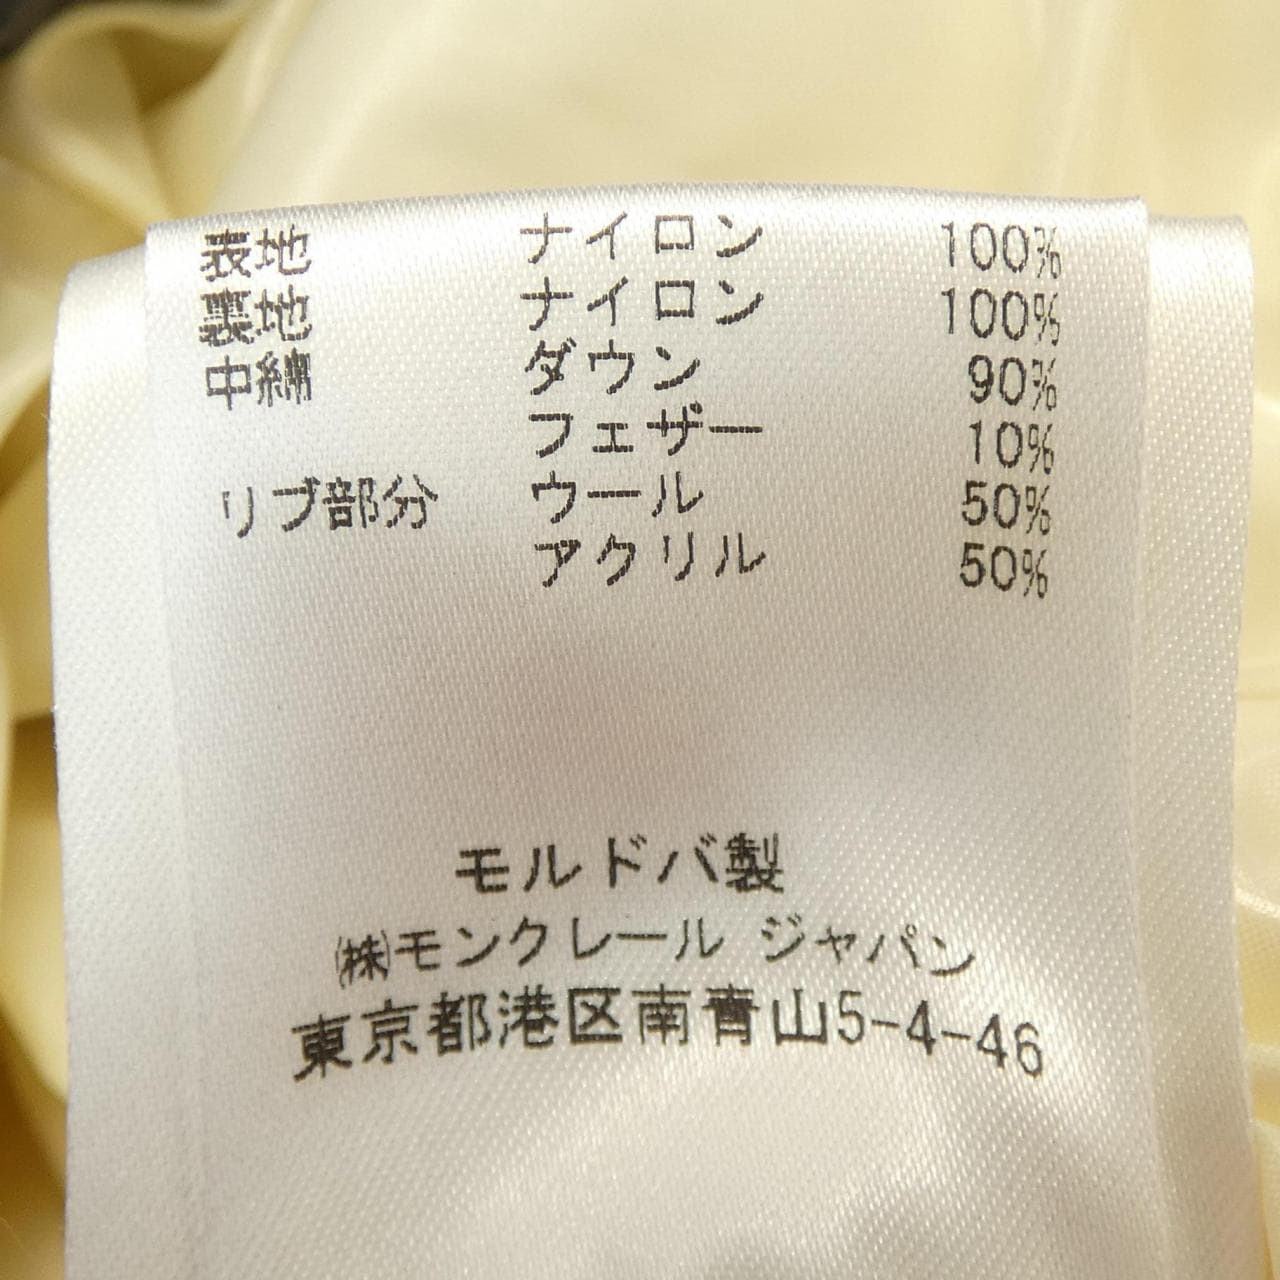 表地 ナイロン 100%
裏地 ナイロン 100%
中綿 ダウン 90%
フェザー 10%
リブ部分 ウール 50%
アクリル 50%
モルドバ製
㈱モンクレール ジャパン
東京都港区南青山5-4-46